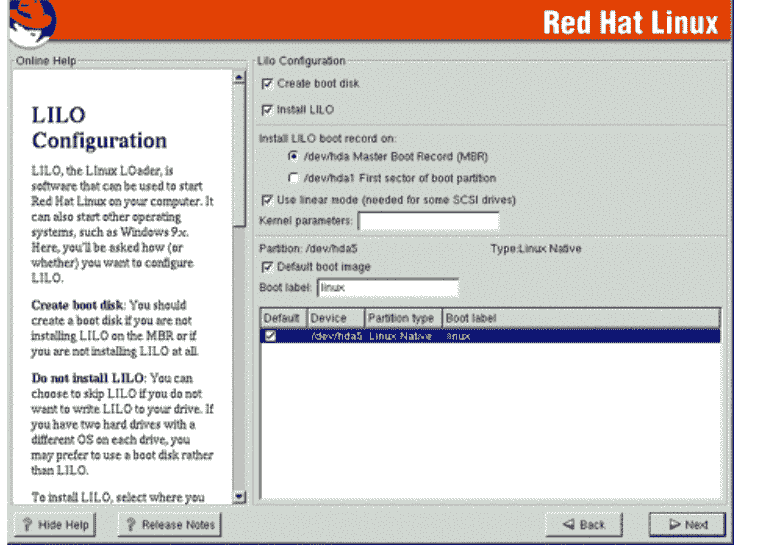 Red Hat Linux
Online Help
LILO
Configuration
LILO, the LInux LOader, is
software that can be used to start
Red Hat Linux on your computer. It
can also start other operating
systems, such as Windows 9x.
Here, you'll be asked how (or
whether) you want to configure
LILO.
Create boot disk: You should
create a boot disk if you are not
installing LILO on the MBR or if
you are not installing LILO at all.
Do not install LILO: You can
choose to skip LILO if you do not
want to write LILO to your drive. If
you have two hard drives with a
different OS on each drive, you
may prefer to use a boot disk rather
than LILO.
To install LILO, select where you
Lilo Configuration
Create boot disk
Install LILO
Install LILO boot record on:
/dev/hda Master Boot Record (MBR)
/dev/hda1 First sector of boot partition
Use linear mode (needed for some SCSI drives)
Kernel parameters:
Partition: /dev/hda5 Type:Linux Native
Default boot image
Boot label: linux
Default Device Partition type Boot label
/dev/hda5 Linux Native linux
Hide Help Release Notes Back Next